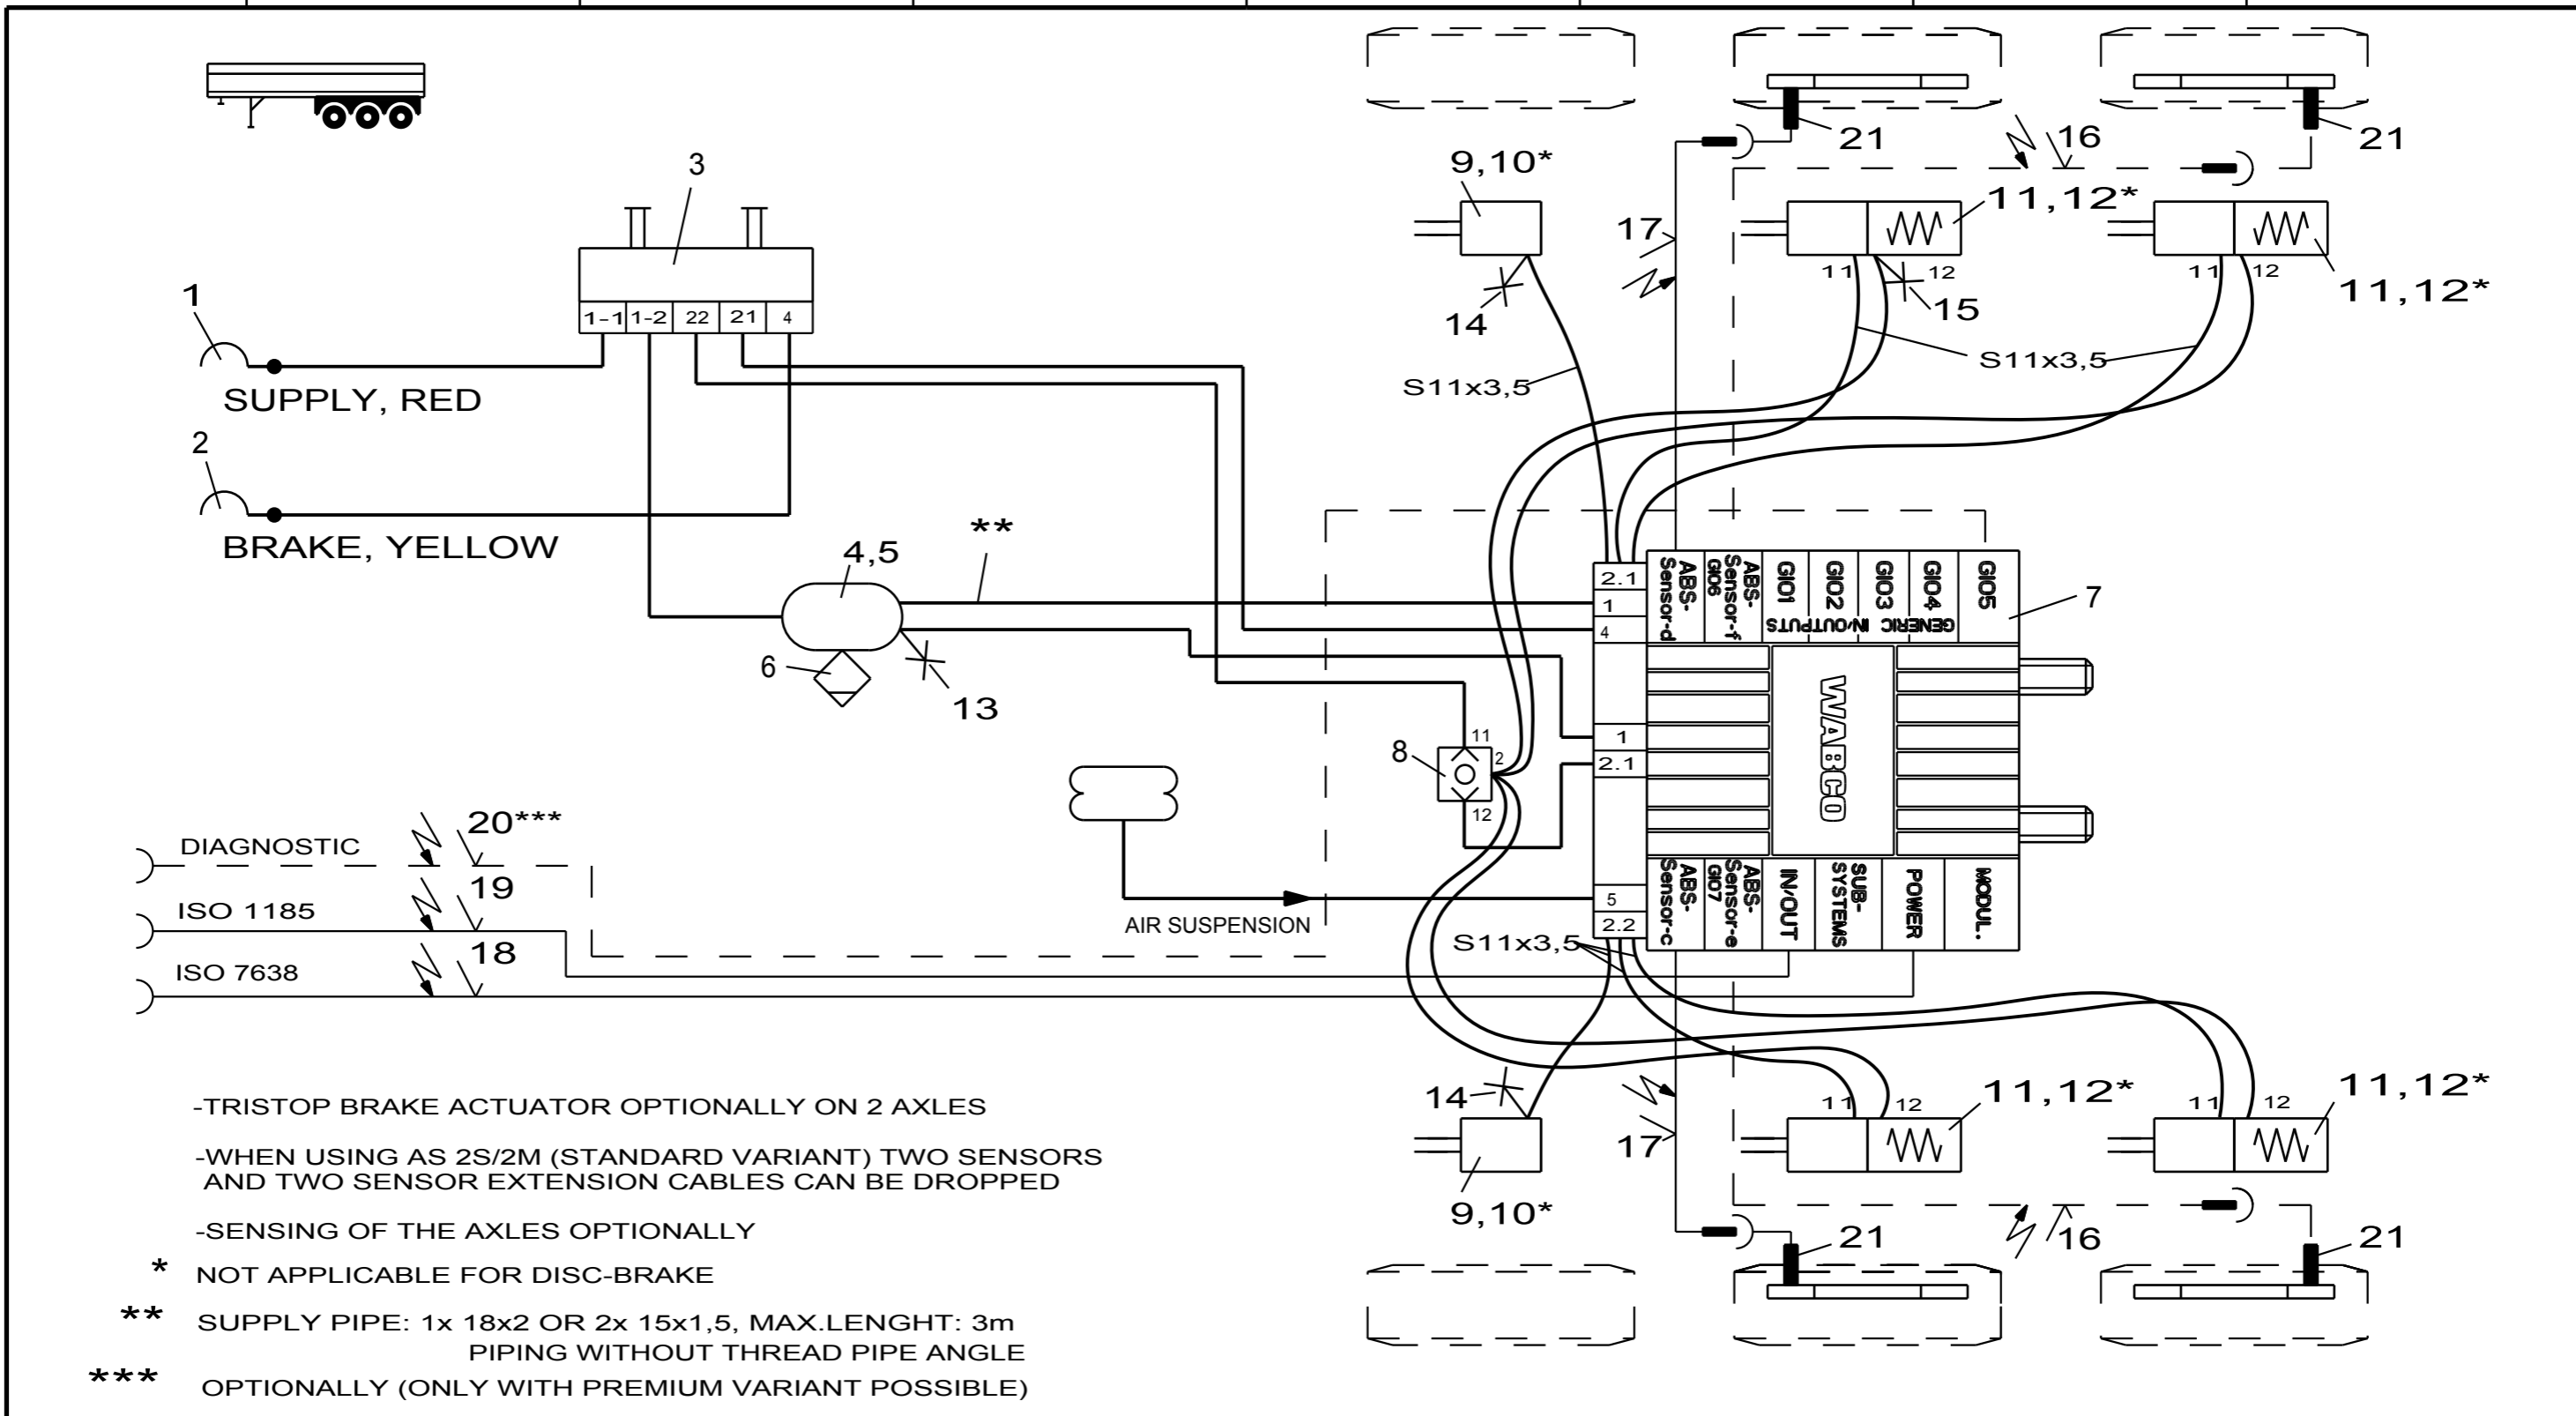 21
16
21
3
9,10*
11,12*
17
11
12
15
11
12
11,12*
14
1
1-1
1-2
22
21
4
S11x3,5
S11x3,5
SUPPLY, RED
2
BRAKE, YELLOW
**
4,5
2.1
1
4
ABS-
Sensor-d
ABS-
Sensor-f
GIO6
GIO1
GIO2
GIO3
GIO4
GIO5
GENERIC IN/OUTPUTS
7
6
13
WABCO
8
11
2
12
1
2.1
20***
DIAGNOSTIC
19
ISO 1185
18
ISO 7638
AIR SUSPENSION
5
2.2
ABS-
Sensor-c
ABS-
Sensor-e
GIO7
IN/OUT
SUB-
SYSTEMS
POWER
MODUL.
S11x3,5
14
17
11
12
11,12*
11
12
11,12*
9,10*
21
16
21
-TRISTOP BRAKE ACTUATOR OPTIONALLY ON 2 AXLES
-WHEN USING AS 2S/2M (STANDARD VARIANT) TWO SENSORS
AND TWO SENSOR EXTENSION CABLES CAN BE DROPPED
-SENSING OF THE AXLES OPTIONALLY
* NOT APPLICABLE FOR DISC-BRAKE
** SUPPLY PIPE: 1x 18x2 OR 2x 15x1,5, MAX.LENGHT: 3m
PIPING WITHOUT THREAD PIPE ANGLE
*** OPTIONALLY (ONLY WITH PREMIUM VARIANT POSSIBLE)